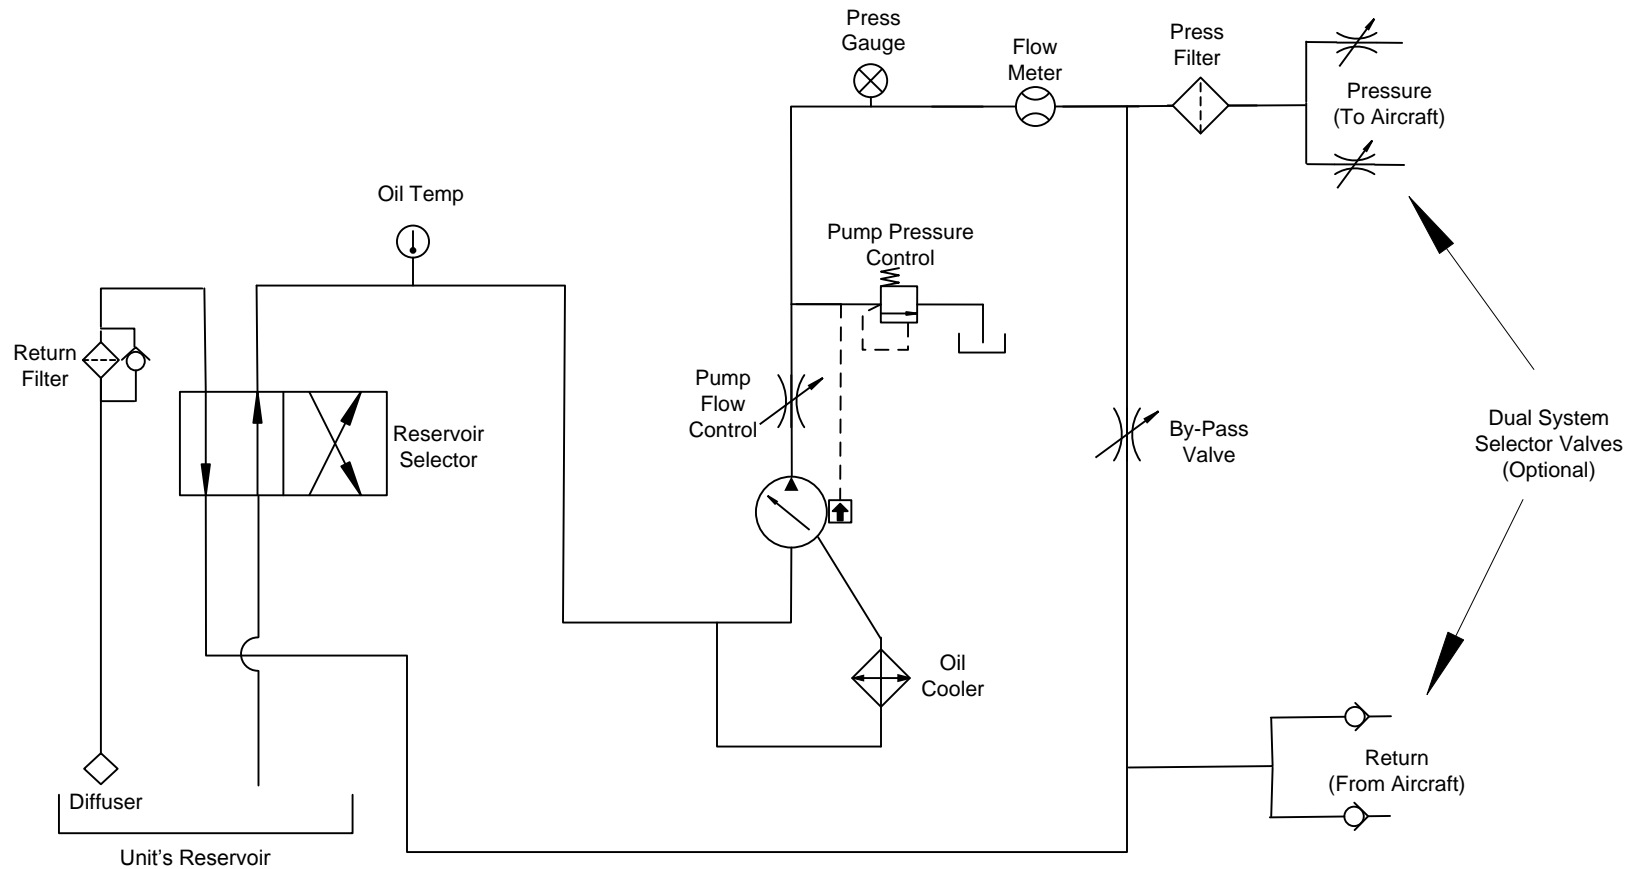 Press
Gauge
Flow
Meter
Press
Filter
Pressure
(To Aircraft)
Oil Temp
Pump Pressure
Control
Return
Filter
Pump
Flow
Control
Reservoir
Selector
By-Pass
Valve
Dual System
Selector Valves
(Optional)
Oil
Cooler
Return
(From Aircraft)
Diffuser
Unit's Reservoir